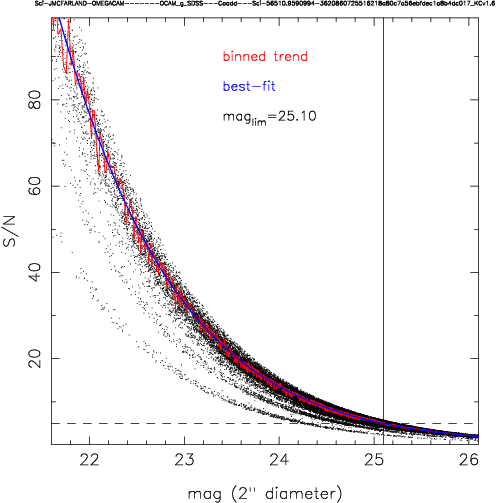 Sci-JMCFARLAND-OMEGACAM-------OCAM_g_SDSS---Coadd---Sci-56510.9590994-3620860725516218a80c7a56ebfdec1a8b4dc017_KCv1.6
binned trend
best-fit
mag_lim=25.10
80
60
40
20
S/N
22 23 24 25 26
mag (2" diameter)